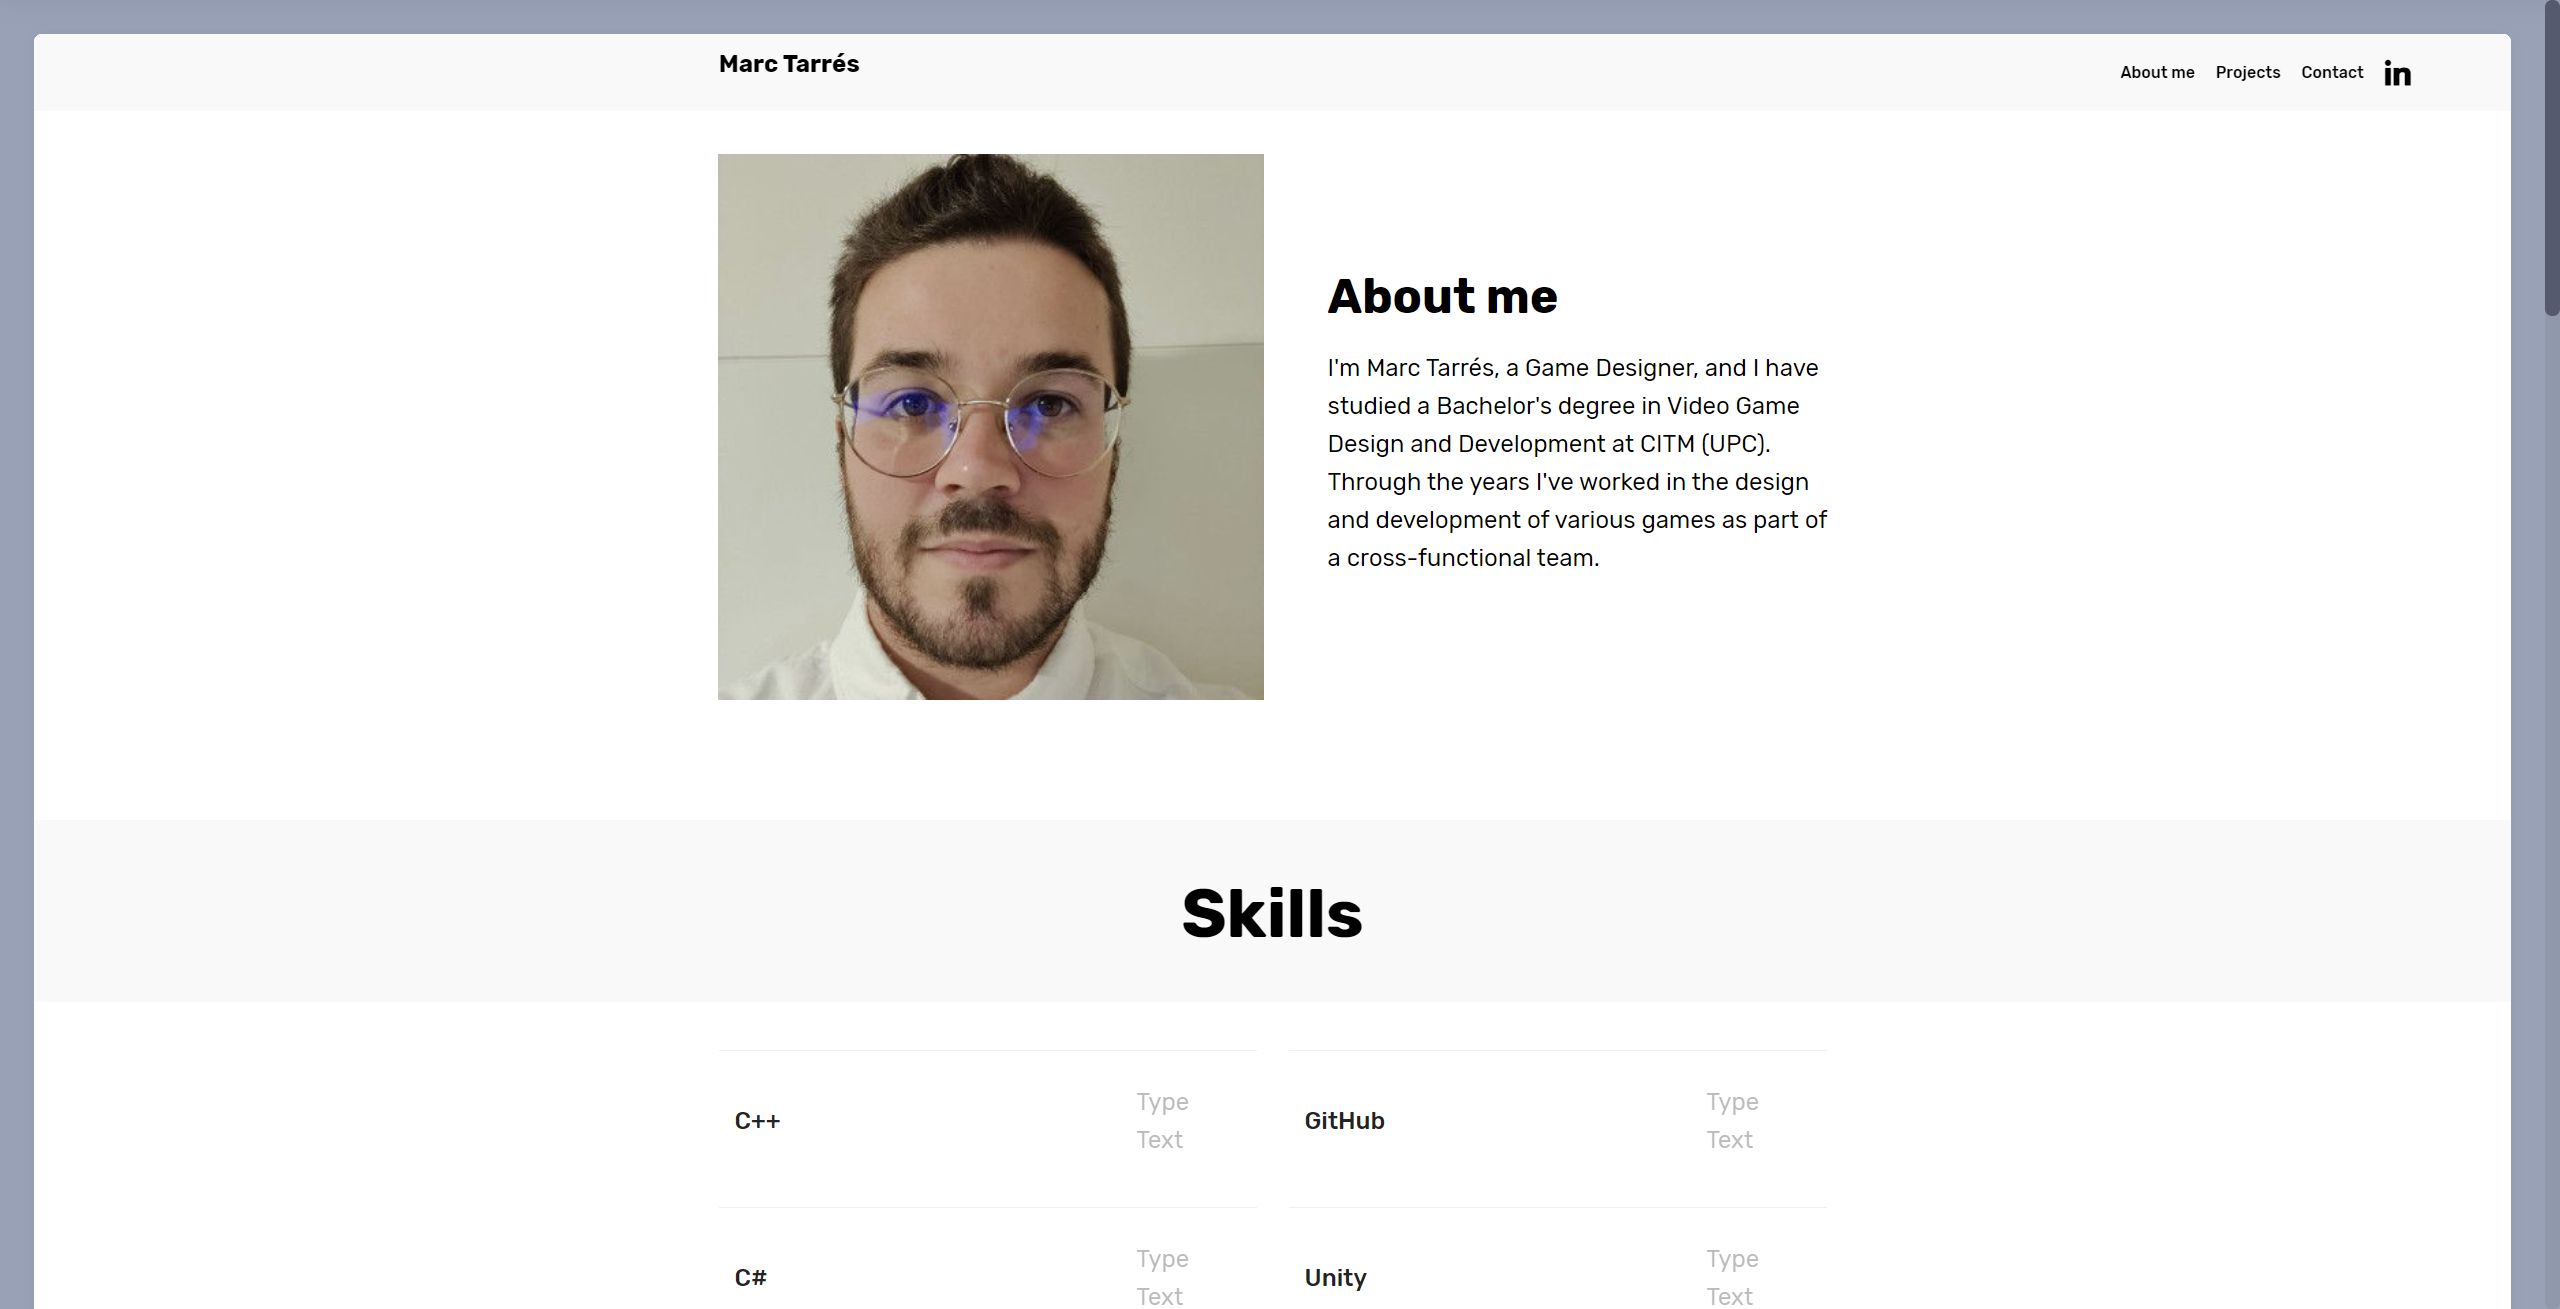 Marc Tarrés
About me Projects Contact in
About me
I'm Marc Tarrés, a Game Designer, and I have
studied a Bachelor's degree in Video Game
Design and Development at CITM (UPC).
Through the years I've worked in the design
and development of various games as part of
a cross-functional team.
Skills
C++
Type
Text
GitHub
Type
Text
C#
Type
Text
Unity
Type
Text